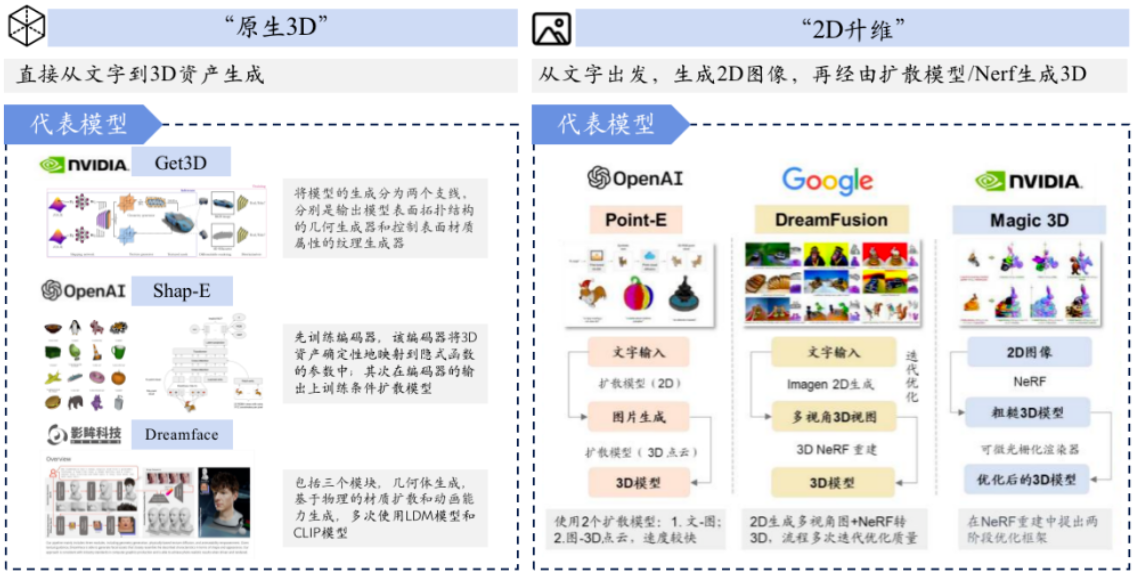 “原生3D”
直接从文字到3D资产生成
代表模型
NVIDIA.
Get3D
将模型的生成分为两个支线，
分别是输出模型表面拓扑结构
的几何生成器和控制表面材质
属性的纹理生成器
OpenAI
Shap-E
先训练编码器，该编码器将3D
资产确定性地映射到隐式函数
的参数中；其次在编码器的输
出上训练条件扩散模型
影眸科技
Dreamface
Overview
包括三个模块，几何体生成，
基于物理的材质扩散和动画能
力生成，多次使用LDM模型和
CLIP模型
“2D升维”
从文字出发，生成2D图像，再经由扩散模型/Nerf生成3D
代表模型
OpenAI
Point-E
文字输入
扩散模型（2D）
图片生成
扩散模型（ 3D点云）
3D模型
使用2个扩散模型；1. 文-图;
2.图-3D点云，速度较快
Google
DreamFusion
文字输入
Imagen 2D生成
多视角3D视图
3D NeRF 重建
3D模型
迭代优化
2D生成多视角图+NeRF转
3D，流程多次迭代优化质量
NVIDIA.
Magic 3D
2D图像
NeRF
粗糙3D模型
可微光栅化渲染器
优化后的3D模型
在NeRF重建中提出两
阶段优化框架